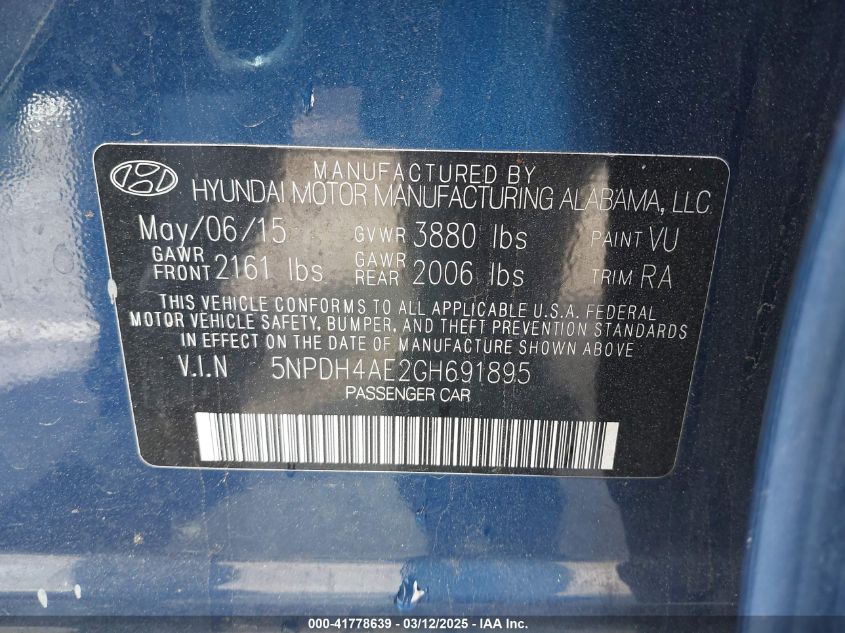 MANUFACTURED BY
HYUNDAI MOTOR MANUFACTURING ALABAMA, LLC
May/06/15 GVWR 3880 lbs PAINT VU
GAWR FRONT 2161 lbs GAWR REAR 2006 lbs TRIM RA
THIS VEHICLE CONFORMS TO ALL APPLICABLE U.S.A. FEDERAL
MOTOR VEHICLE SAFETY, BUMPER, AND THEFT PREVENTION STANDARDS
IN EFFECT ON THE DATE OF MANUFACTURE SHOWN ABOVE
V.I.N 5NPDH4AE2GH691895
PASSENGER CAR
000-41778639 - 03/12/2025 - IAA Inc.